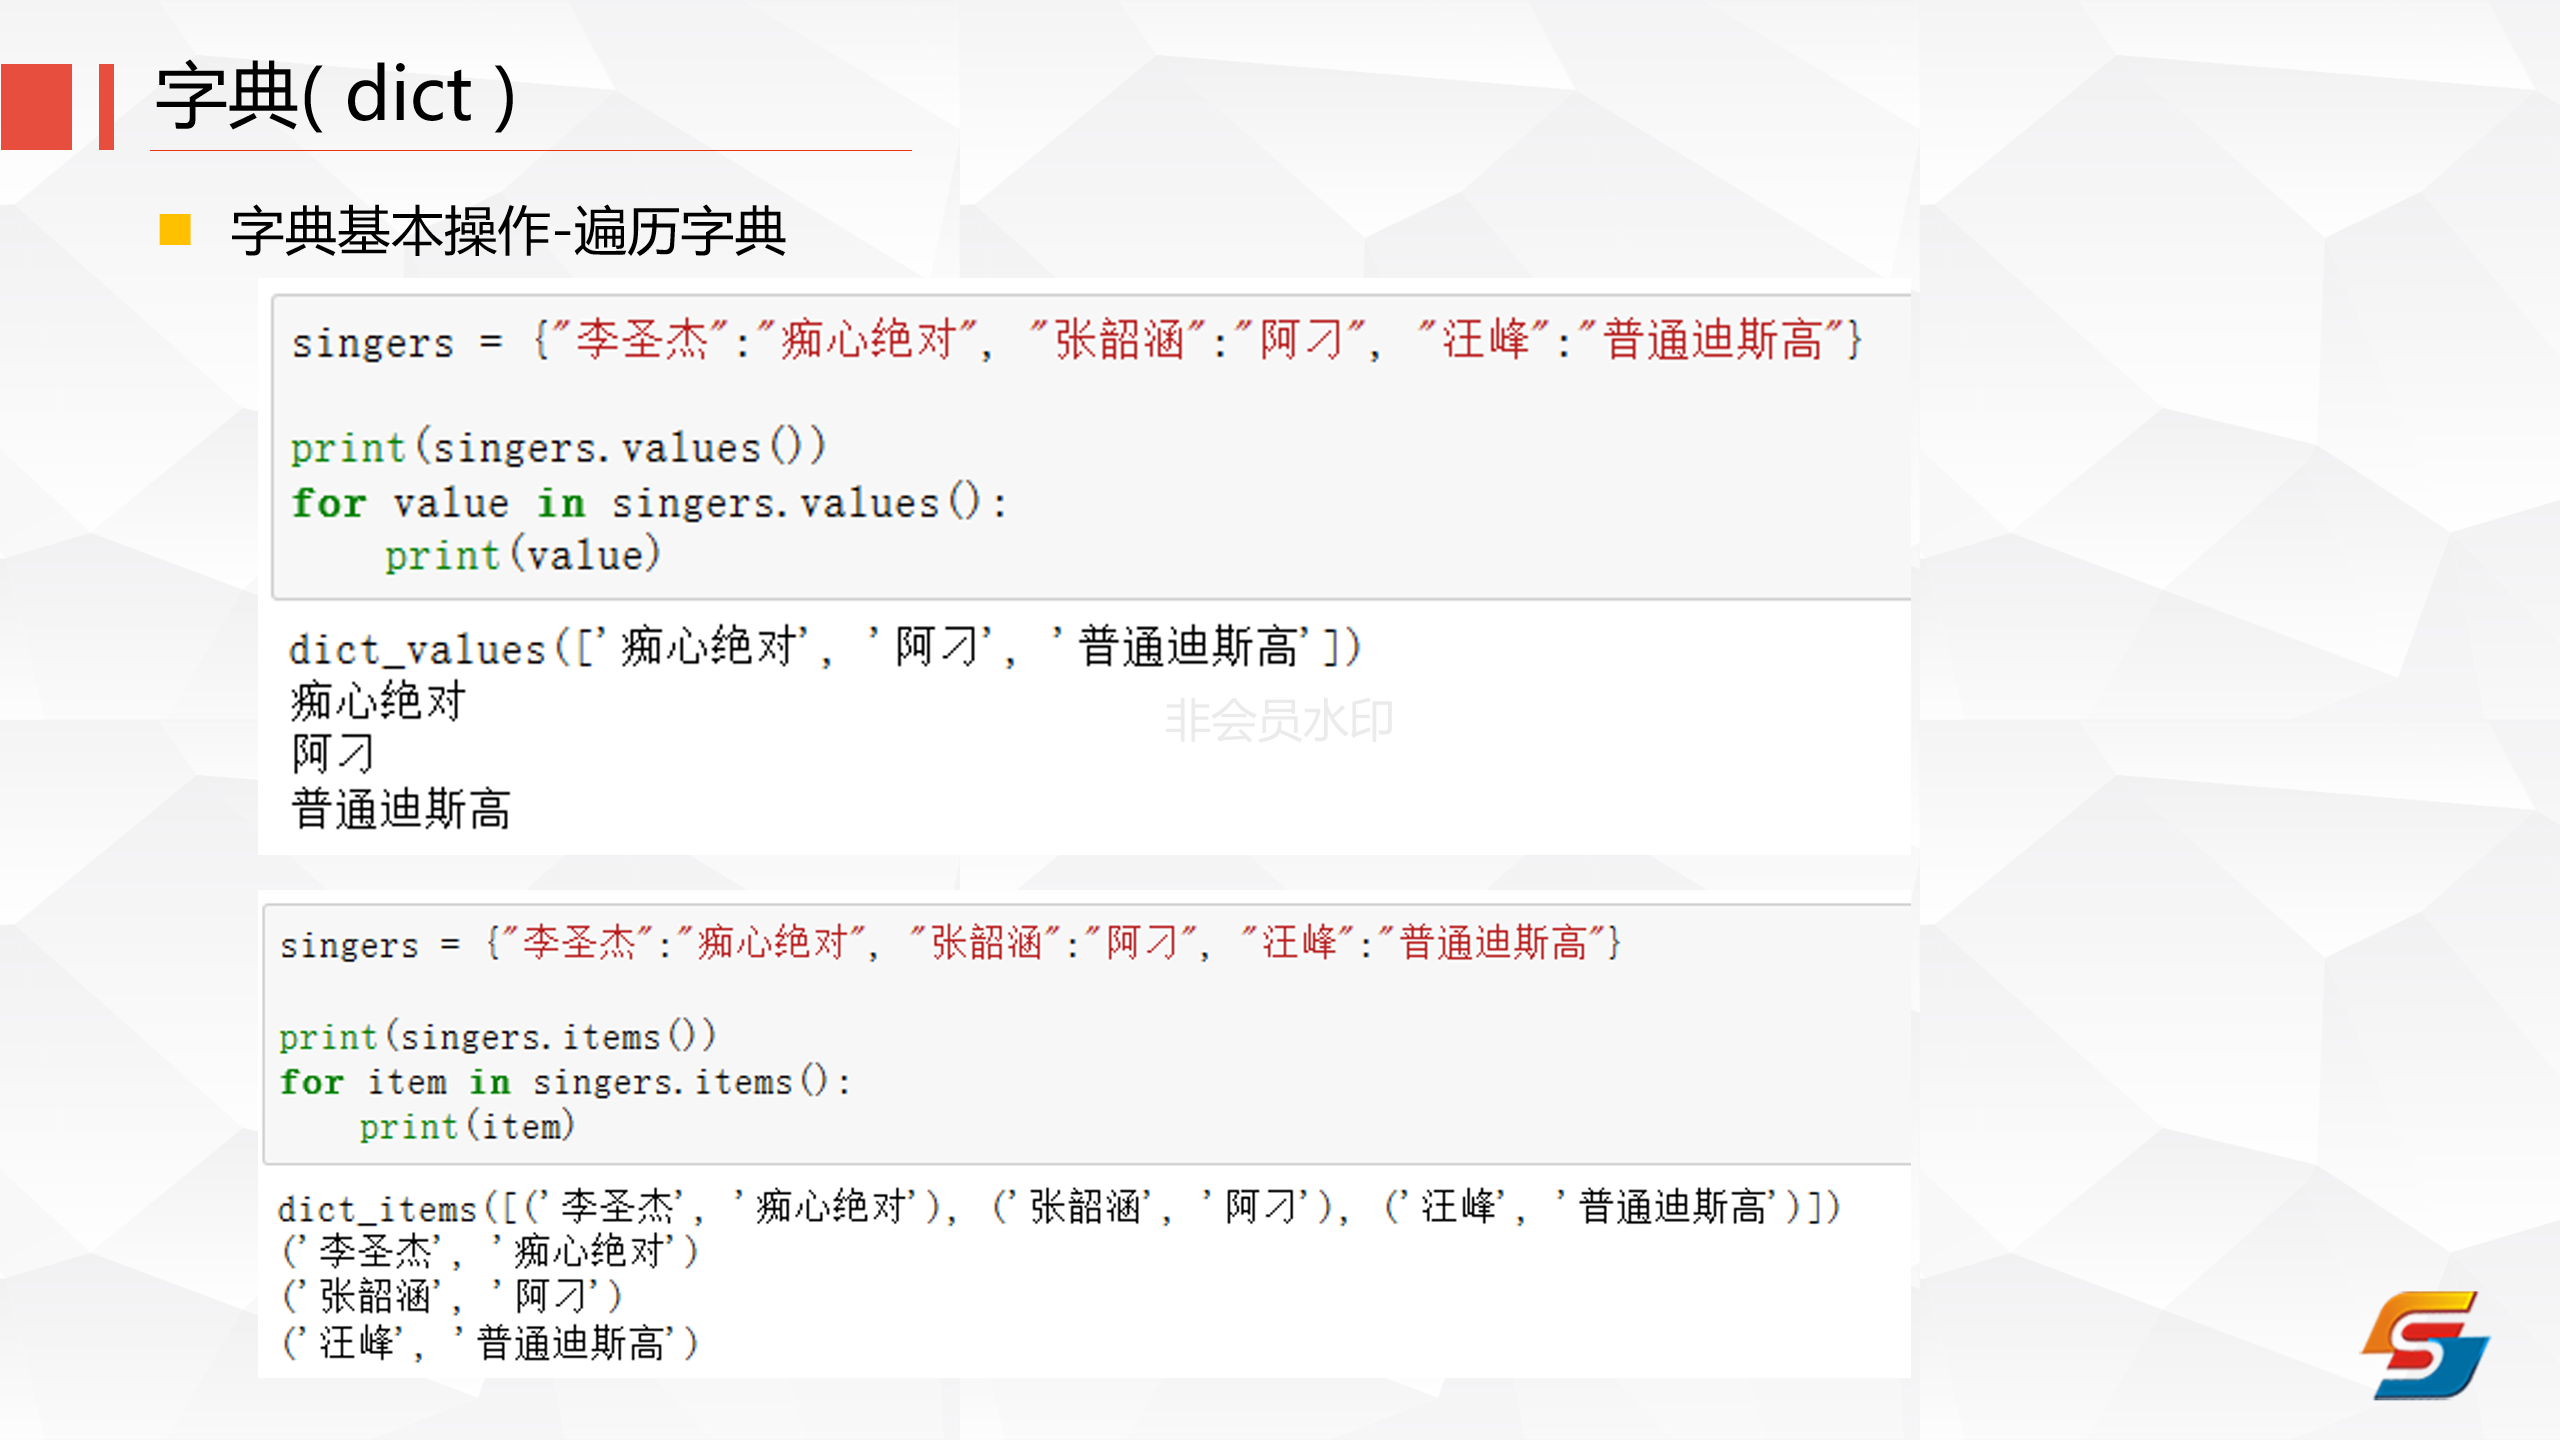 字典( dict )
字典基本操作-遍历字典
singers = {"李圣杰":"痴心绝对", "张韶涵":"阿刁", "汪峰":"普通迪斯高"}
print(singers.values())
for value in singers.values():
    print(value)
dict_values(['痴心绝对', '阿刁', '普通迪斯高'])
痴心绝对
阿刁
普通迪斯高
非会员水印
singers = {"李圣杰":"痴心绝对", "张韶涵":"阿刁", "汪峰":"普通迪斯高"}
print(singers.items())
for item in singers.items():
    print(item)
dict_items([('李圣杰', '痴心绝对'), ('张韶涵', '阿刁'), ('汪峰', '普通迪斯高')])
('李圣杰', '痴心绝对')
('张韶涵', '阿刁')
('汪峰', '普通迪斯高')